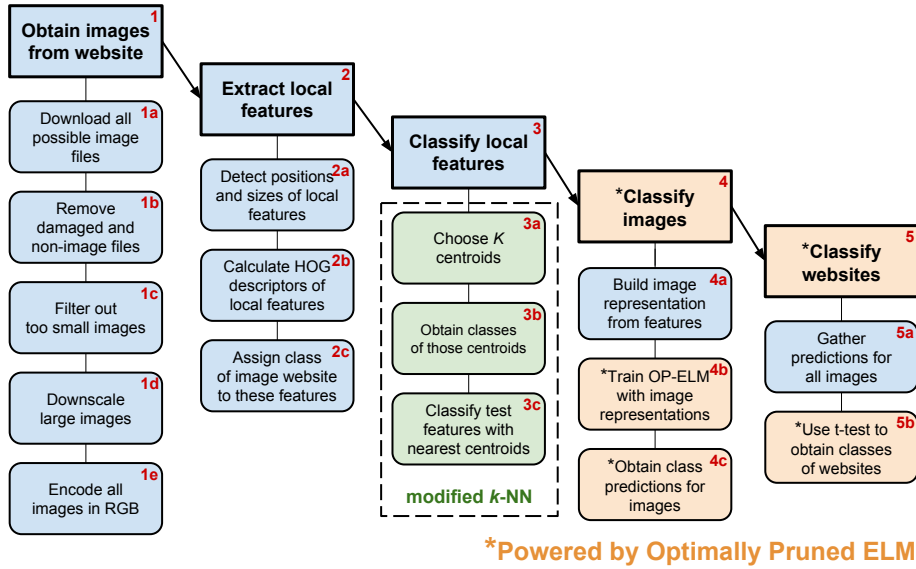 1
Obtain images
from website
1a
Download all
possible image
files
1b
Remove
damaged and
non-image files
1c
Filter out
too small images
1d
Downscale
large images
1e
Encode all
images in RGB
2
Extract local
features
2a
Detect positions
and sizes of local
features
2b
Calculate HOG
descriptors of
local features
2c
Assign class
of image website
to these features
3
Classify local
features
3a
Choose K
centroids
3b
Obtain classes
of those centroids
3c
Classify test
features with
nearest centroids
modified k-NN
4
*Classify
images
4a
Build image
representation
from features
4b
*Train OP-ELM
with image
representations
4c
*Obtain class
predictions for
images
5
*Classify
websites
5a
Gather
predictions for
all images
5b
*Use t-test to
obtain classes
of websites
*Powered by Optimally Pruned ELM